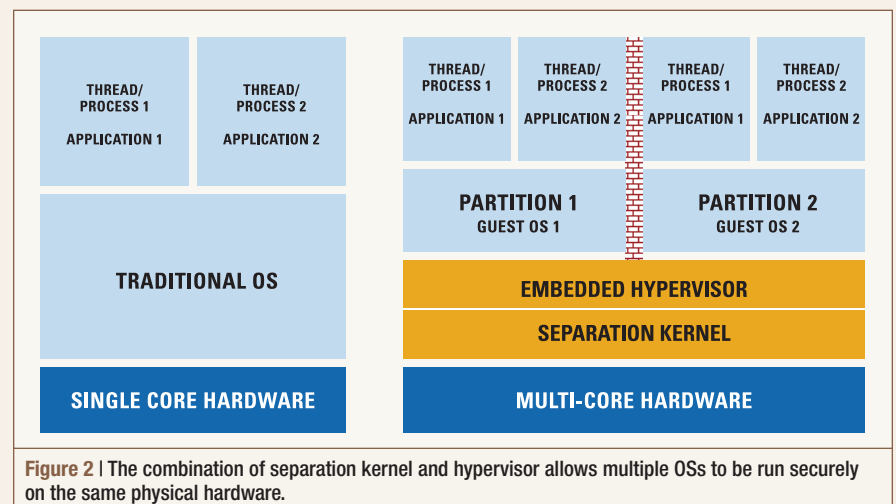 THREAD/
PROCESS 1
APPLICATION 1
THREAD/
PROCESS 2
APPLICATION 2
TRADITIONAL OS
SINGLE CORE HARDWARE
THREAD/
PROCESS 1
APPLICATION 1
THREAD/
PROCESS 2
APPLICATION 2
THREAD/
PROCESS 1
APPLICATION 1
THREAD/
PROCESS 2
APPLICATION 2
PARTITION 1
GUEST OS 1
PARTITION 2
GUEST OS 2
EMBEDDED HYPERVISOR
SEPARATION KERNEL
MULTI-CORE HARDWARE
Figure 2 | The combination of separation kernel and hypervisor allows multiple OSs to be run securely
on the same physical hardware.